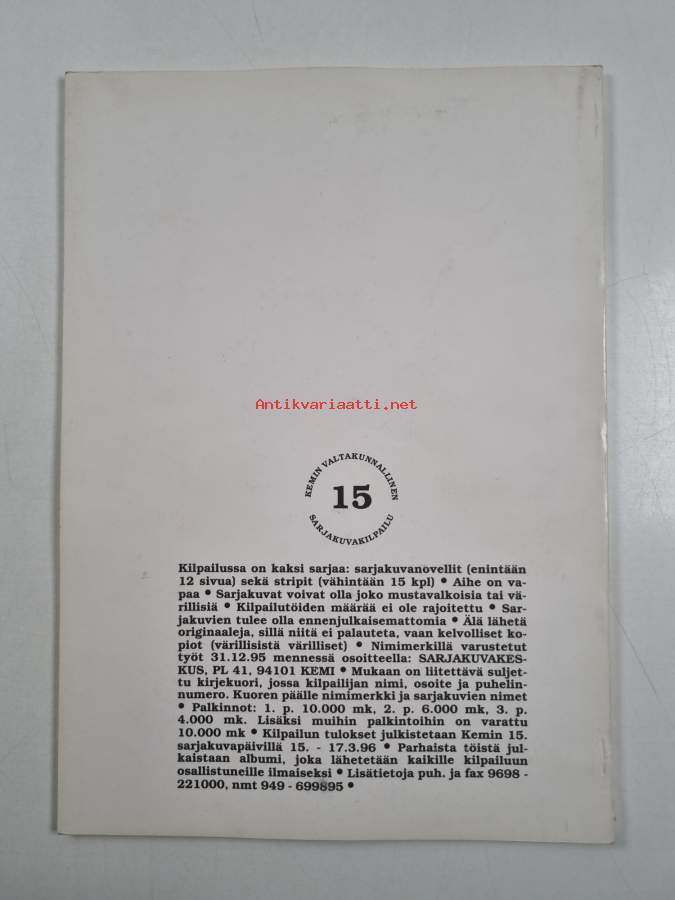 Antikvariaatti.net
KEMIN VALTAKUNNALLINEN
15
SARJAKUVAKILPAILU
Kilpailussa on kaksi sarjaa: sarjakuvanovellit (enintään
12 sivua) sekä stripit (vähintään 15 kpl) • Aihe on va-
paa • Sarjakuvat voivat olla joko mustavalkoisia tai vä-
rillisiä • Kilpailutöiden määrää ei ole rajoitettu • Sar-
jakuvien tulee olla ennenjulkaisemattomia • Älä lähetä
originaaleja, sillä niitä ei palauteta, vaan kelvolliset ko-
piot (värillisistä värilliset) • Nimimerkillä varustetut
työt 31.12.95 mennessä osoitteella: SARJAKUVAKES-
KUS, PL 41, 94101 KEMI • Mukaan on liitettävä suljet-
tu kirjekuori, jossa kilpailijan nimi, osoite ja puhelin-
numero. Kuoren päälle nimimerkki ja sarjakuvien nimet
• Palkinnot: 1. p. 10.000 mk, 2. p. 6.000 mk, 3. p.
4.000 mk. Lisäksi muihin palkintoihin on varattu
10.000 mk • Kilpailun tulokset julkistetaan Kemin 15.
sarjakuvapäivillä 15. - 17.3.96 • Parhaista töistä jul-
kaistaan albumi, joka lähetetään kaikille kilpailuun
osallistuneille ilmaiseksi • Lisätietoja puh. ja fax 9698 -
221000, nmt 949 - 699895 •